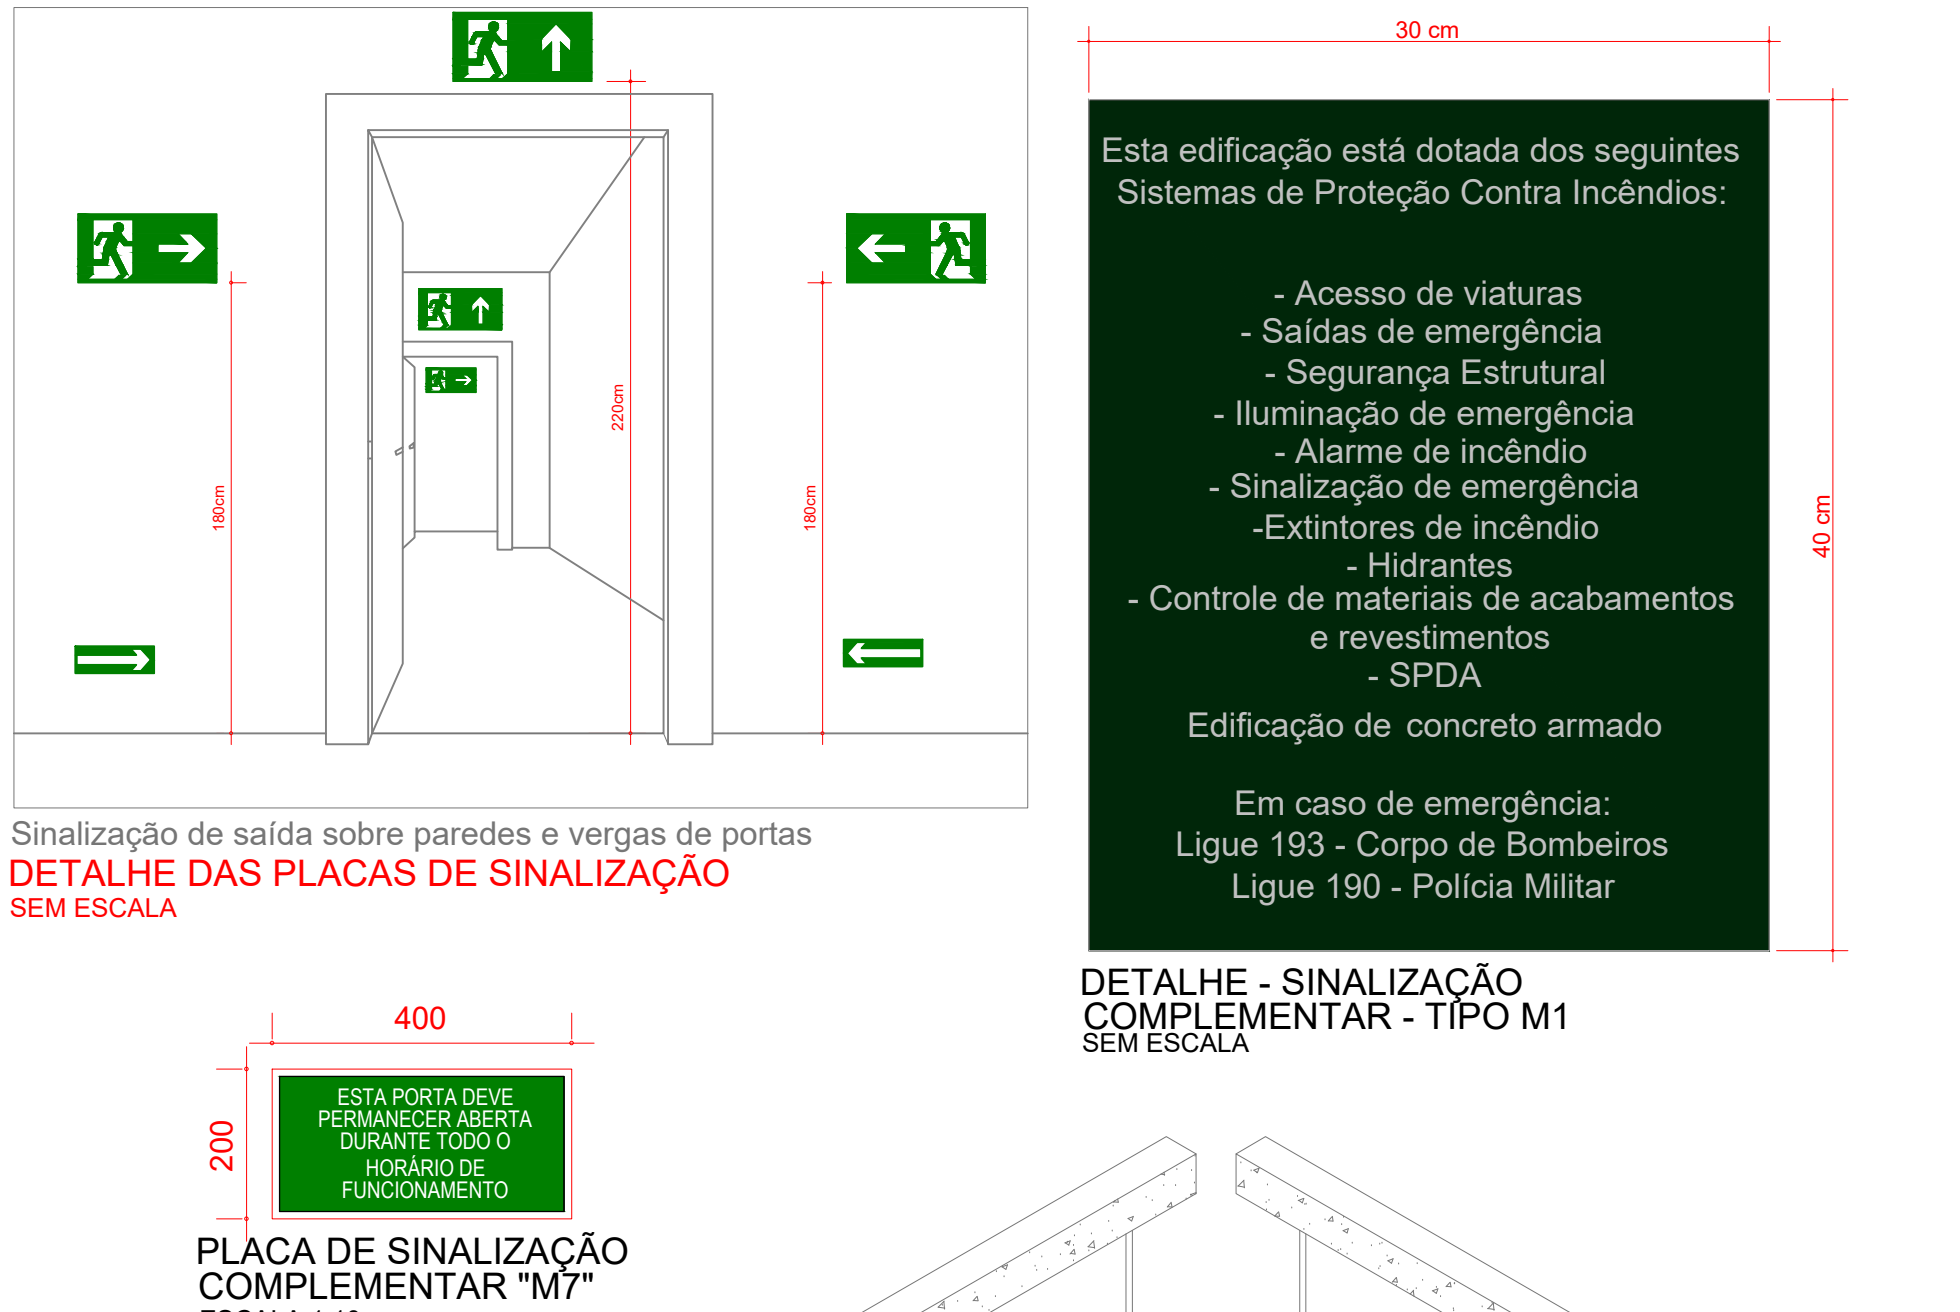 220cm
180cm
180cm
Sinalização de saída sobre paredes e vergas de portas
DETALHE DAS PLACAS DE SINALIZAÇÃO
SEM ESCALA
30 cm
40 cm
Esta edificação está dotada dos seguintes
Sistemas de Proteção Contra Incêndios:
- Acesso de viaturas
- Saídas de emergência
- Segurança Estrutural
- Iluminação de emergência
- Alarme de incêndio
- Sinalização de emergência
-Extintores de incêndio
- Hidrantes
- Controle de materiais de acabamentos
e revestimentos
- SPDA
Edificação de concreto armado
Em caso de emergência:
Ligue 193 - Corpo de Bombeiros
Ligue 190 - Polícia Militar
DETALHE - SINALIZAÇÃO
COMPLEMENTAR - TIPO M1
SEM ESCALA
400
200
ESTA PORTA DEVE
PERMANECER ABERTA
DURANTE TODO O
HORÁRIO DE
FUNCIONAMENTO
PLACA DE SINALIZAÇÃO
COMPLEMENTAR "M7"